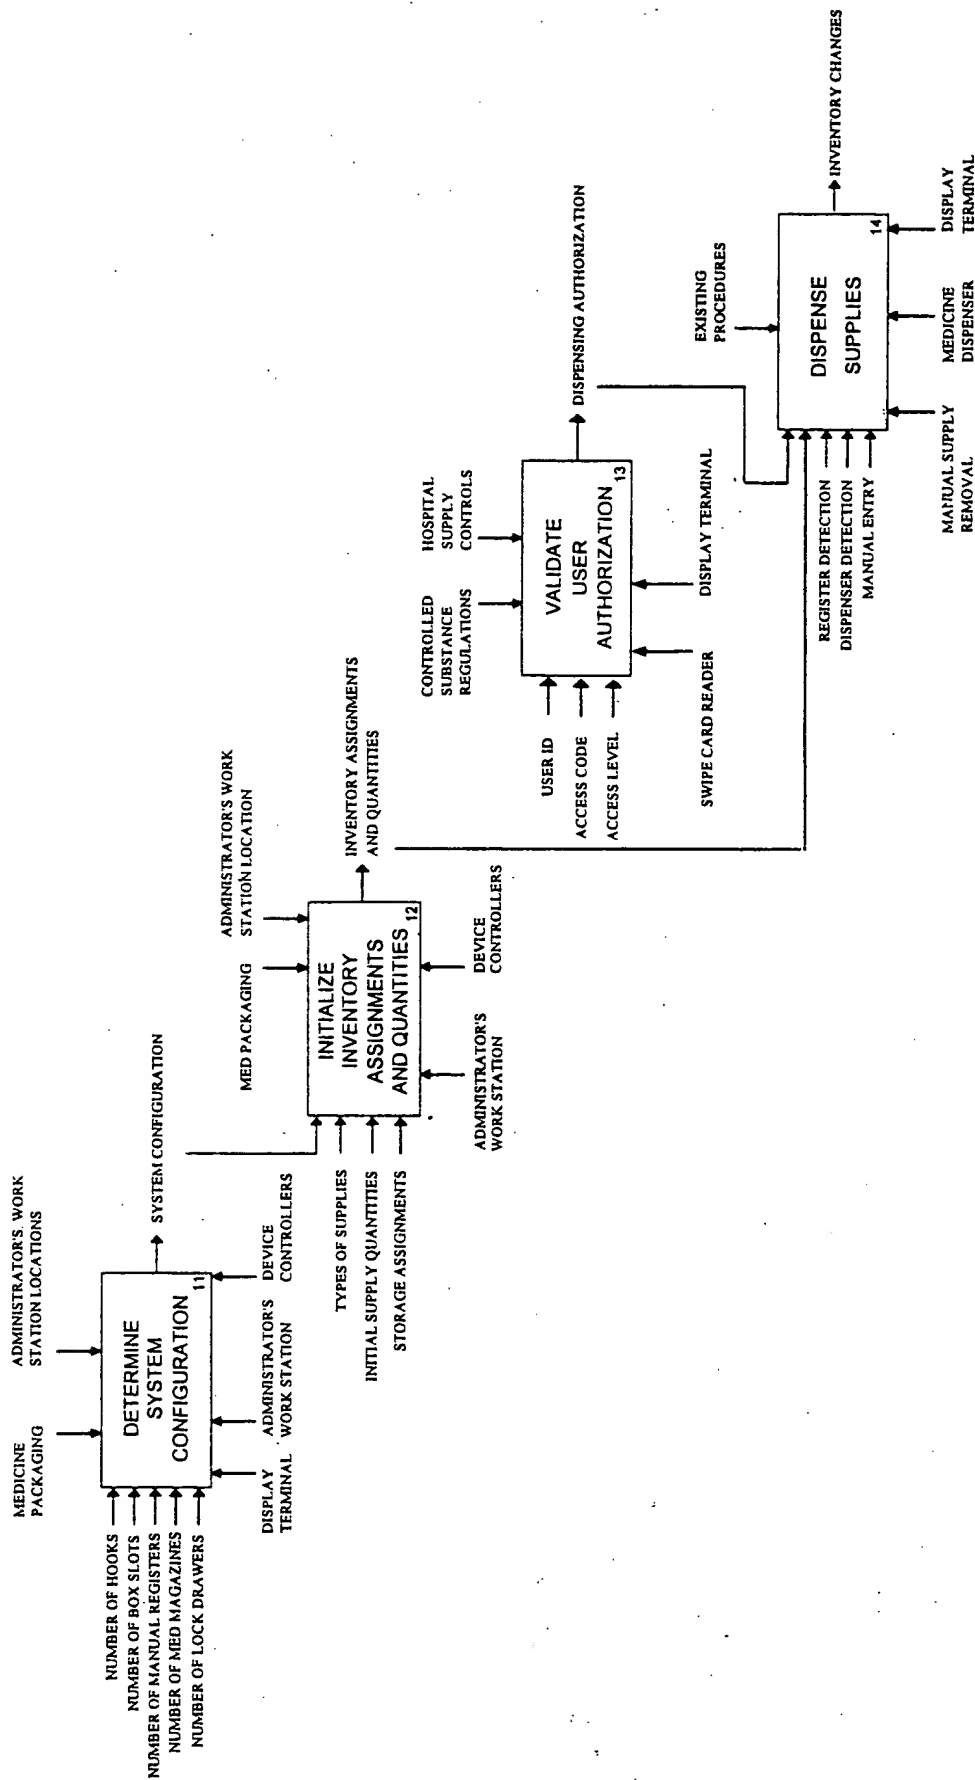 MEDICINE
PACKAGING
ADMINISTRATOR'S WORK
STATION LOCATIONS
NUMBER OF HOOKS
NUMBER OF BOX SLOTS
NUMBER OF MANUAL REGISTERS
NUMBER OF MED MAGAZINES
NUMBER OF LOCK DRAWERS
DETERMINE
SYSTEM
CONFIGURATION
11
SYSTEM CONFIGURATION
DISPLAY
TERMINAL
ADMINISTRATOR'S
WORK STATION
DEVICE
CONTROLLERS
MED PACKAGING
ADMINISTRATOR'S WORK
STATION LOCATION
TYPES OF SUPPLIES
INITIAL SUPPLY QUANTITIES
STORAGE ASSIGNMENTS
INITIALIZE
INVENTORY
ASSIGNMENTS
AND QUANTITIES
12
INVENTORY ASSIGNMENTS
AND QUANTITIES
ADMINISTRATOR'S
WORK STATION
DEVICE
CONTROLLERS
CONTROLLED
SUBSTANCE
REGULATIONS
HOSPITAL
SUPPLY
CONTROLS
USER ID
ACCESS CODE
ACCESS LEVEL
VALIDATE
USER
AUTHORIZATION
13
DISPENSING AUTHORIZATION
SWIPE CARD READER
DISPLAY TERMINAL
EXISTING
PROCEDURES
REGISTER DETECTION
DISPENSER DETECTION
MANUAL ENTRY
DISPENSE
SUPPLIES
14
INVENTORY CHANGES
MANUAL SUPPLY
REMOVAL
MEDICINE
DISPENSER
DISPLAY
TERMINAL